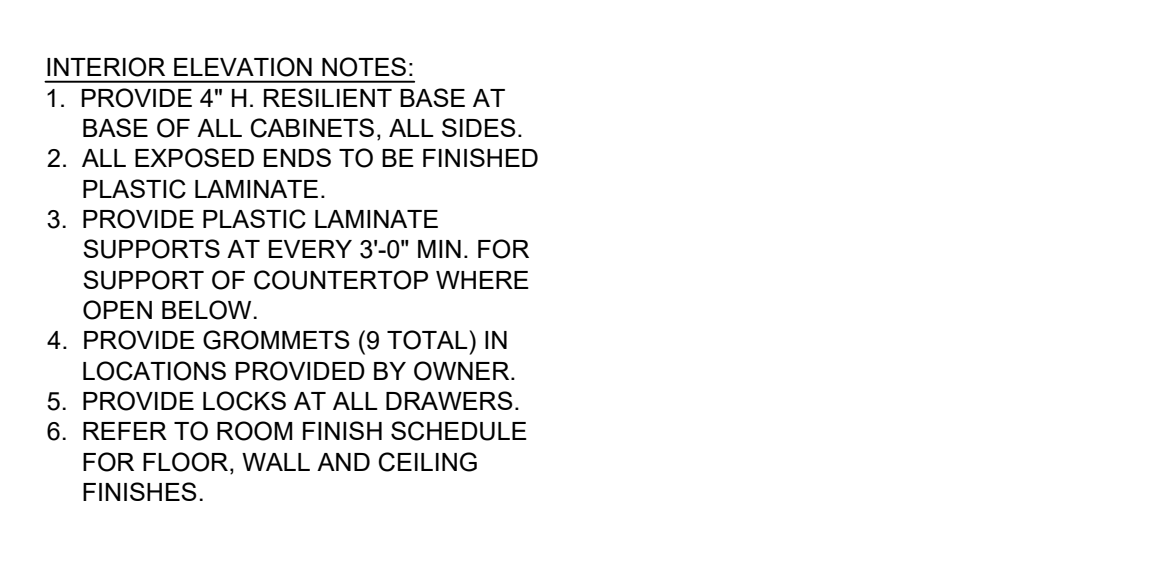 INTERIOR ELEVATION NOTES:
1. PROVIDE 4" H. RESILIENT BASE AT
BASE OF ALL CABINETS, ALL SIDES.
2. ALL EXPOSED ENDS TO BE FINISHED
PLASTIC LAMINATE.
3. PROVIDE PLASTIC LAMINATE
SUPPORTS AT EVERY 3'-0" MIN. FOR
SUPPORT OF COUNTERTOP WHERE
OPEN BELOW.
4. PROVIDE GROMMETS (9 TOTAL) IN
LOCATIONS PROVIDED BY OWNER.
5. PROVIDE LOCKS AT ALL DRAWERS.
6. REFER TO ROOM FINISH SCHEDULE
FOR FLOOR, WALL AND CEILING
FINISHES.